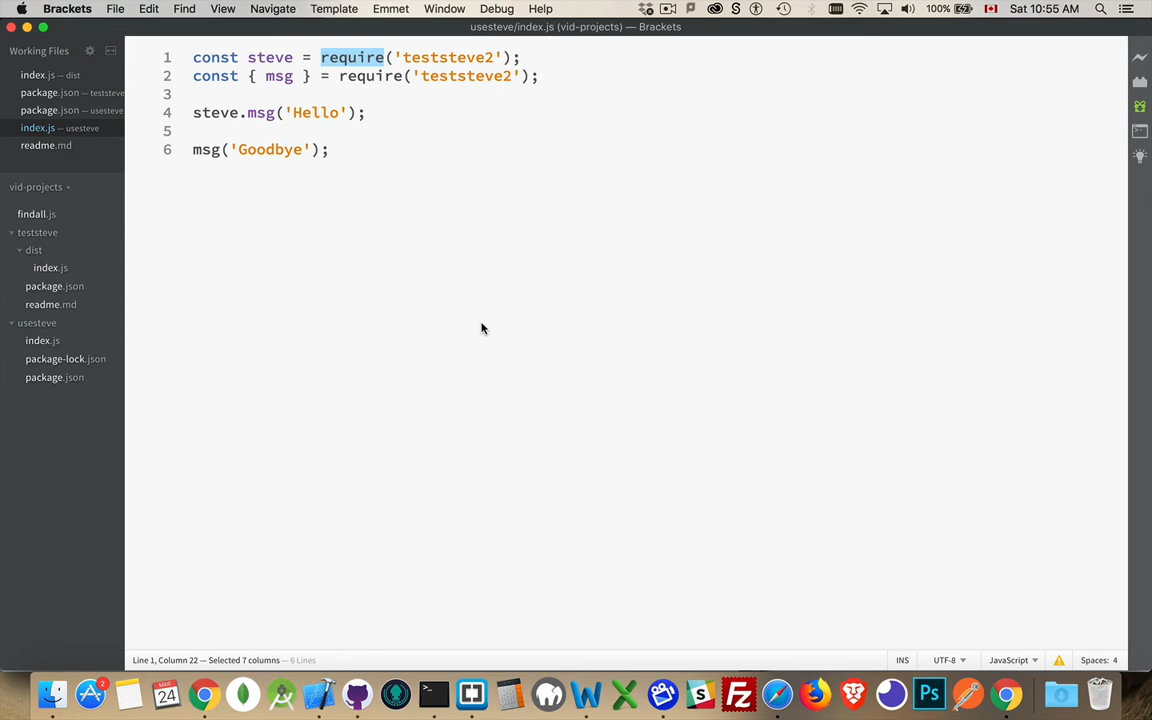 Brackets File Edit Find View Navigate Template Emmet Window Debug Help 100% Sat 10:55 AM
usesteve/index.js (vid-projects) — Brackets
Working Files
index.js — dist
package.json — teststeve
package.json — usesteve
index.js — usesteve
readme.md
vid-projects
findall.js
teststeve
dist
index.js
package.json
readme.md
usesteve
index.js
package-lock.json
package.json
1 const steve = require('teststeve2');
2 const { msg } = require('teststeve2');
3
4 steve.msg('Hello');
5
6 msg('Goodbye');
Line 1, Column 22 — Selected 7 columns — 6 Lines
INS UTF-8 JavaScript Spaces: 4
2
MAR
24
Ps